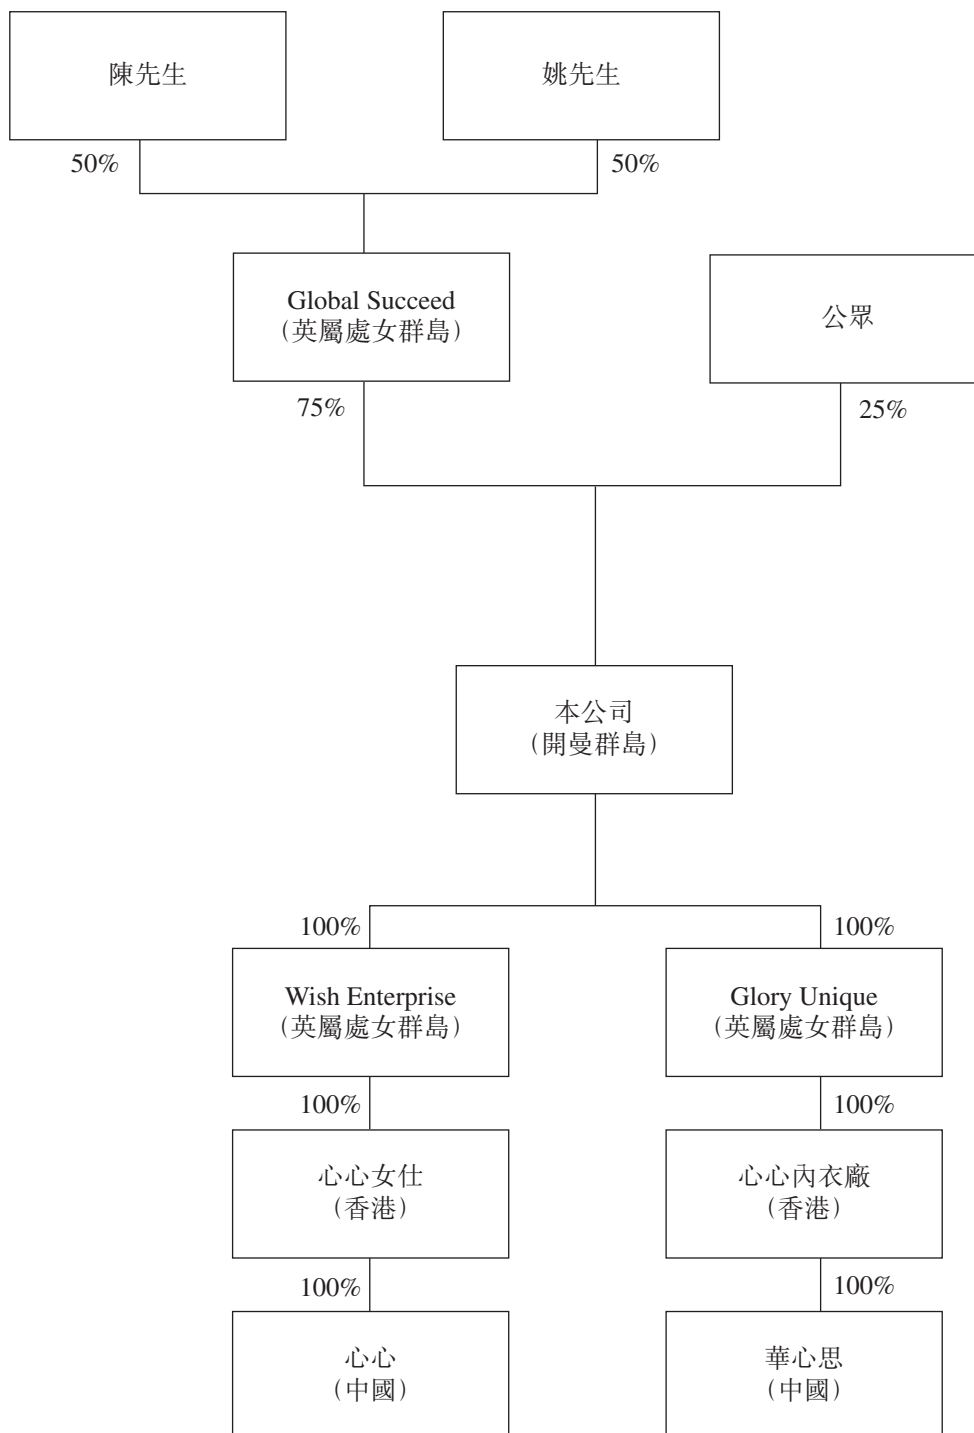 陳先生
姚先生
50%
50%
Global Succeed
（英屬處女群島）
公眾
75%
25%
本公司
（開曼群島）
100%
100%
Wish Enterprise
（英屬處女群島）
Glory Unique
（英屬處女群島）
100%
100%
心心女仕
（香港）
心心內衣廠
（香港）
100%
100%
心心
（中國）
華心思
（中國）